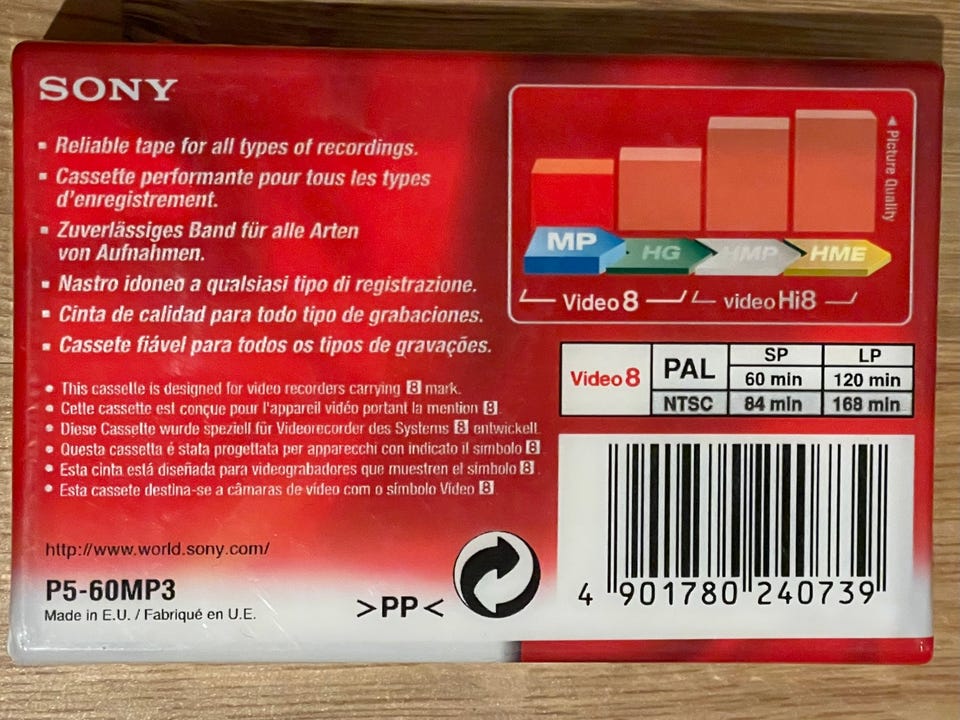 SONY
▪ Reliable tape for all types of recordings.
▪ Cassette performante pour tous les types
d'enregistrement.
▪ Zuverlässiges Band für alle Arten
von Aufnahmen.
▪ Nastro idoneo a qualsiasi tipo di registrazione.
▪ Cinta de calidad para todo tipo de grabaciones.
▪ Cassete fiável para todos os tipos de gravações.
• This cassette is designed for video recorders carrying 8 mark.
• Cette cassette est conçue pour l'appareil vidéo portant la mention 8.
• Diese Cassette wurde speziell für Videorecorder des Systems 8 entwickelt.
• Questa cassetta é stata progettata per apparecchi con indicato il simbolo 8.
• Esta cinta está diseñada para videograbadores que muestren el símbolo 8.
• Esta cassete destina-se a câmaras de vídeo com o símbolo Vídeo 8.
http://www.world.sony.com/
P5-60MP3
Made in E.U. / Fabriqué en U.E.
>PP<
◀ Picture Quality
MP HG HMP HME
Video 8 video Hi8
Video 8 PAL SP LP
60 min 120 min
NTSC 84 min 168 min
4 901780 240739